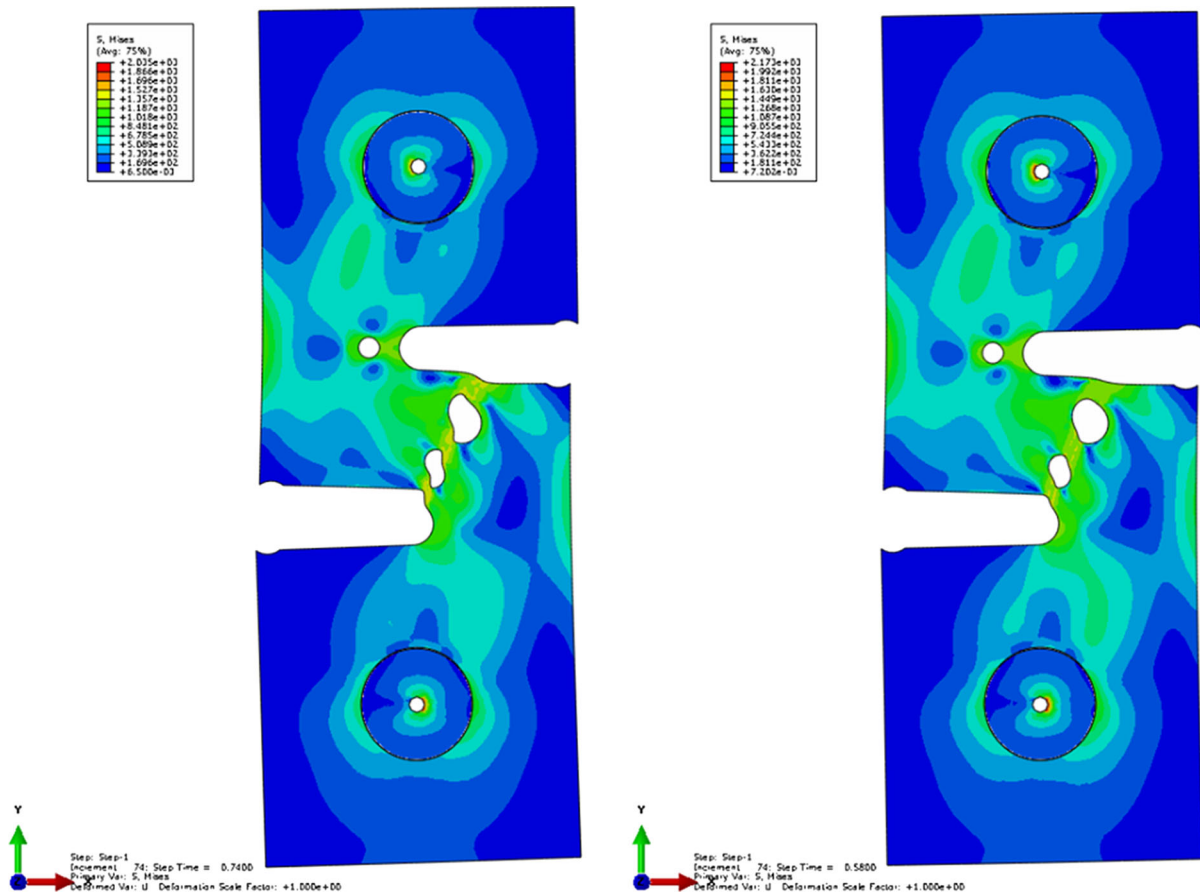 S, Mises
(Avg: 75%)
+2.035e+03
+1.866e+03
+1.696e+03
+1.527e+03
+1.357e+03
+1.187e+03
+1.018e+03
+8.481e+02
+6.785e+02
+5.089e+02
+3.393e+02
+1.696e+02
+6.500e-03
S, Mises
(Avg: 75%)
+2.173e+03
+1.992e+03
+1.811e+03
+1.630e+03
+1.449e+03
+1.268e+03
+1.087e+03
+9.055e+02
+7.244e+02
+5.433e+02
+3.622e+02
+1.811e+02
+7.202e-03
Y
X
Z
Step: Step-1
Increment 74: Step Time = 0.7400
Primary Var: S, Mises
Deformed Var: U Deformation Scale Factor: +1.000e+00
Y
X
Z
Step: Step-1
Increment 74: Step Time = 0.5800
Primary Var: S, Mises
Deformed Var: U Deformation Scale Factor: +1.000e+00